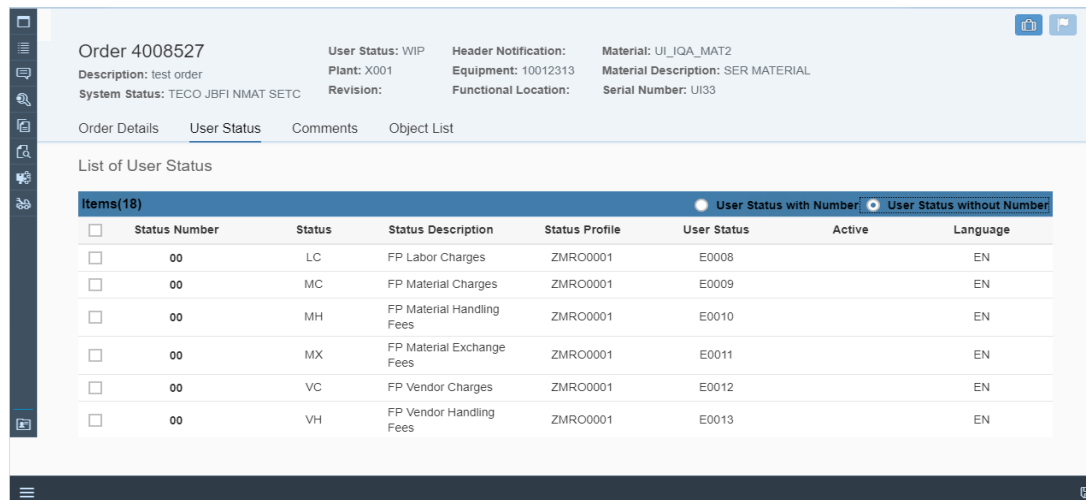 Order 4008527 User Status: WIP Header Notification: Material: UI_IQA_MAT2
Description: test order Plant: X001 Equipment: 10012313 Material Description: SER MATERIAL
System Status: TECO JBFI NMAT SETC Revision: Functional Location: Serial Number: UI33
Order Details User Status Comments Object List
List of User Status
Items(18) User Status with Number User Status without Number
Status Number Status Status Description Status Profile User Status Active Language
00 LC FP Labor Charges ZMRO0001 E0008 EN
00 MC FP Material Charges ZMRO0001 E0009 EN
00 MH FP Material Handling Fees ZMRO0001 E0010 EN
00 MX FP Material Exchange Fees ZMRO0001 E0011 EN
00 VC FP Vendor Charges ZMRO0001 E0012 EN
00 VH FP Vendor Handling Fees ZMRO0001 E0013 EN